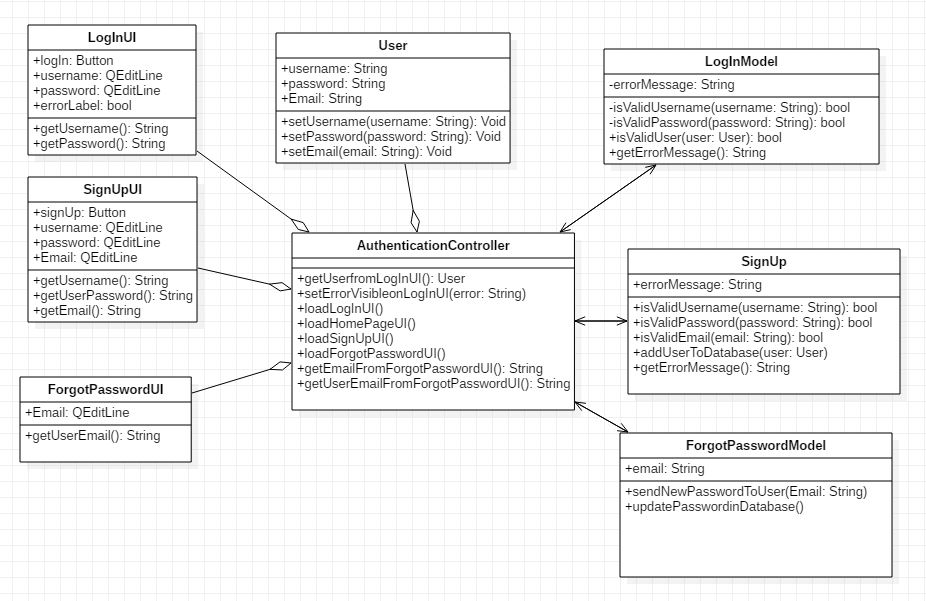 LogInUI
+logIn: Button
+username: QEditLine
+password: QEditLine
+errorLabel: bool
+getUsername(): String
+getPassword(): String
User
+username: String
+password: String
+Email: String
+setUsername(username: String): Void
+setPassword(password: String): Void
+setEmail(email: String): Void
LogInModel
-errorMessage: String
-isValidUsername(username: String): bool
-isValidPassword(password: String): bool
+isValidUser(user: User): bool
+getErrorMessage(): String
SignUpUI
+signUp: Button
+username: QEditLine
+password: QEditLine
+Email: QEditLine
+getUsername(): String
+getUserPassword(): String
+getEmail(): String
AuthenticationController
+getUserfromLogInUI(): User
+setErrorVisibleonLogInUI(error: String)
+loadLogInUI()
+loadHomePageUI()
+loadSignUpUI()
+loadForgotPasswordUI()
+getEmailFromForgotPasswordUI(): String
+getUserEmailFromForgotPasswordUI(): String
SignUp
+errorMessage: String
+isValidUsername(username: String): bool
+isValidPassword(password: String): bool
+isValidEmail(email: String): bool
+addUserToDatabase(user: User)
+getErrorMessage(): String
ForgotPasswordUI
+Email: QEditLine
+getUserEmail(): String
ForgotPasswordModel
+email: String
+sendNewPasswordToUser(Email: String)
+updatePasswordinDatabase()